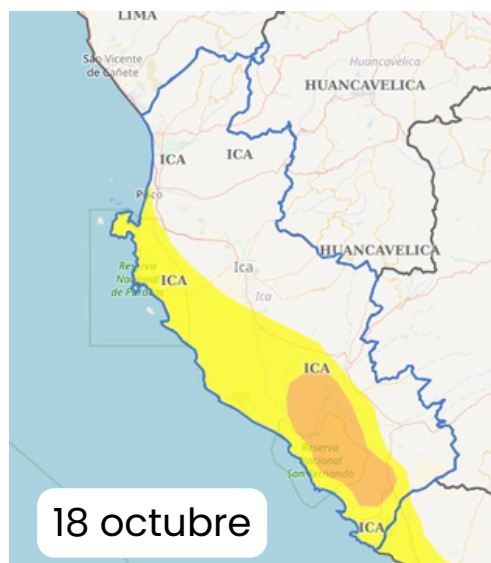 LIMA
San Vicente
de Cañete
Huancavelica
HUANCAVELICA
ICA
ICA
Pisco
HUANCAVELICA
Reserva
Nacional
de Paracas
ICA
Ica
Ica
ICA
Reserva
Nacional
San Fernando
ICA
18 octubre